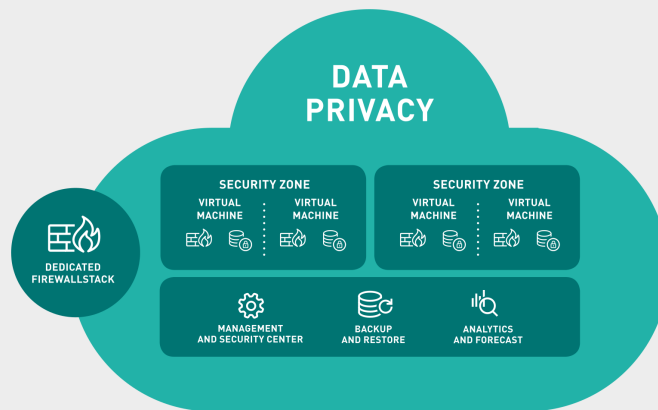 DATA
PRIVACY
SECURITY ZONE
VIRTUAL
MACHINE
VIRTUAL
MACHINE
SECURITY ZONE
VIRTUAL
MACHINE
VIRTUAL
MACHINE
DEDICATED
FIREWALLSTACK
MANAGEMENT
AND SECURITY CENTER
BACKUP
AND RESTORE
ANALYTICS
AND FORECAST